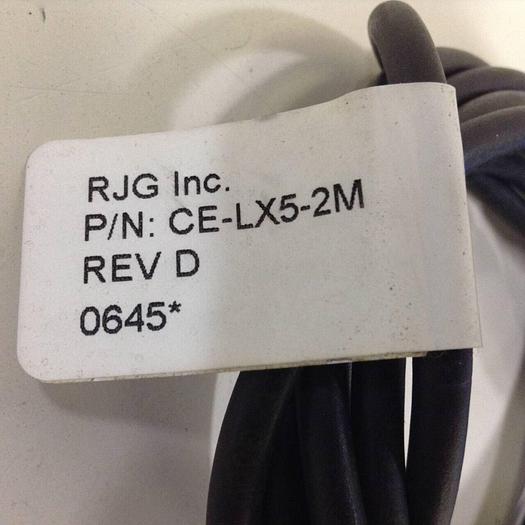 RJG Inc.
P/N: CE-LX5-2M
REV D
0645*